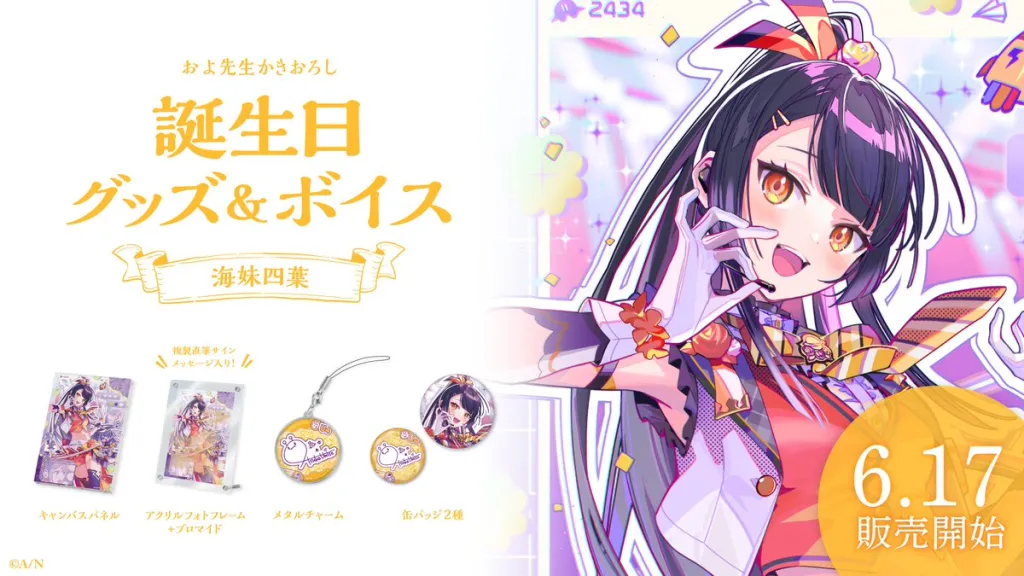 およ先生かきおろし
誕生日
グッズ&ボイス
海妹四葉
複製直筆サイン
メッセージ入り!
キャンバスパネル
アクリルフォトフレーム
+ブロマイド
メタルチャーム
缶バッジ2種
©A/N
2434
6.17
販売開始